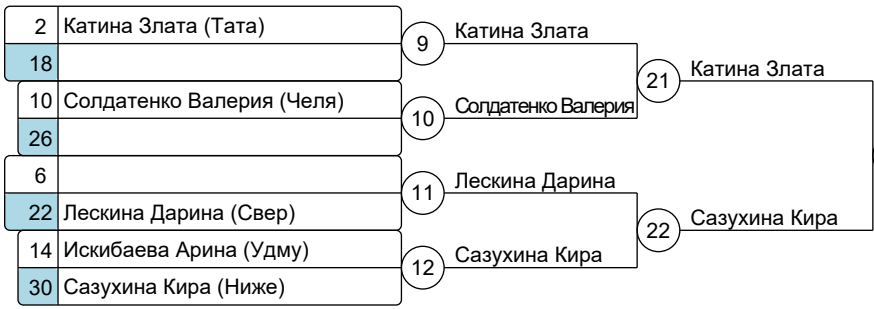 2 Катина Злата (Тата)
18
10 Солдатенко Валерия (Челя)
26
6
22 Лескина Дарина (Свер)
14 Искибаева Арина (Удму)
30 Сазухина Кира (Ниже)
9 Катина Злата
10 Солдатенко Валерия
11 Лескина Дарина
12 Сазухина Кира
21 Катина Злата
22 Сазухина Кира